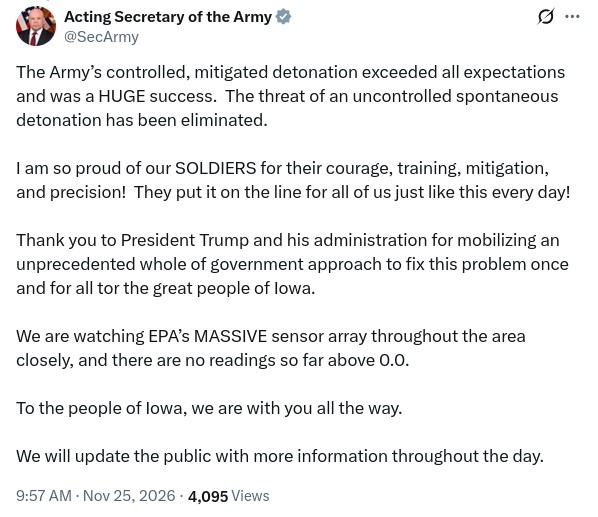 Acting Secretary of the Army
@SecArmy
The Army’s controlled, mitigated detonation exceeded all expectations
and was a HUGE success.  The threat of an uncontrolled spontaneous
detonation has been eliminated.
I am so proud of our SOLDIERS for their courage, training, mitigation,
and precision!  They put it on the line for all of us just like this every day!
Thank you to President Trump and his administration for mobilizing an
unprecedented whole of government approach to fix this problem once
and for all tor the great people of Iowa.
We are watching EPA’s MASSIVE sensor array throughout the area
closely, and there are no readings so far above 0.0.
To the people of Iowa, we are with you all the way.
We will update the public with more information throughout the day.
9:57 AM · Nov 25, 2026 · 4,095 Views